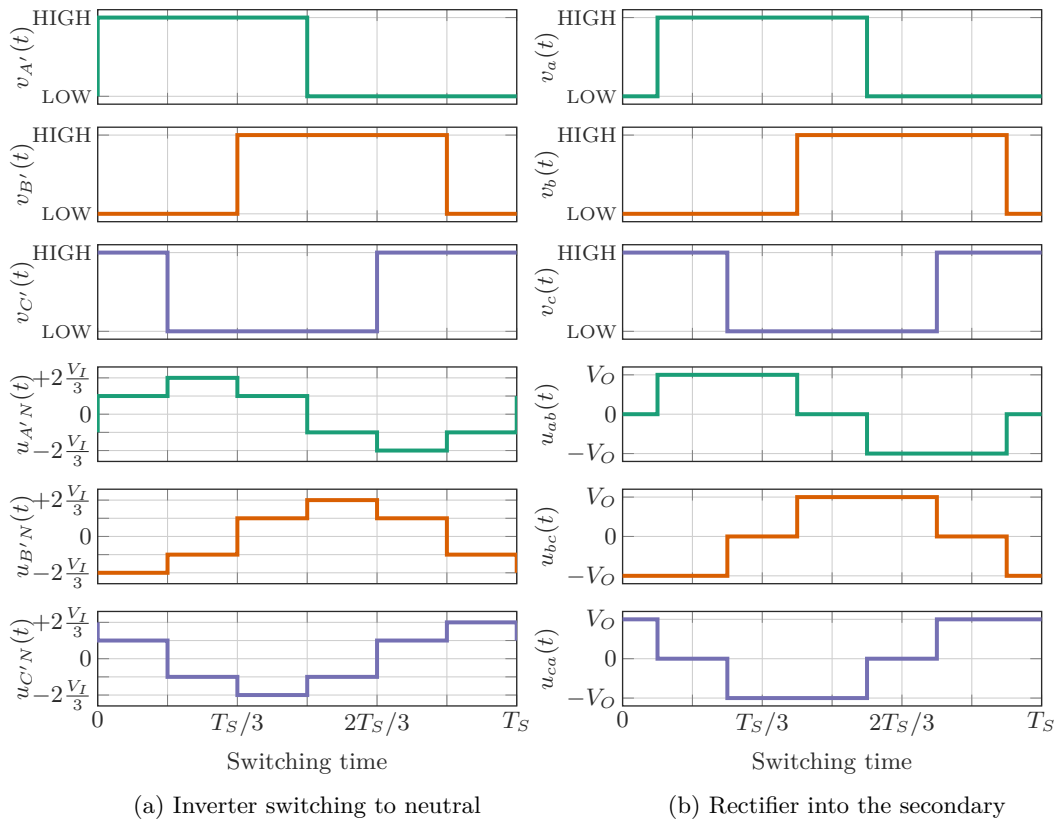 HIGH
LOW
v_{A'}(t)
HIGH
LOW
v_{B'}(t)
HIGH
LOW
v_{C'}(t)
+2 V_I/3
0
−2 V_I/3
u_{A'N}(t)
+2 V_I/3
0
−2 V_I/3
u_{B'N}(t)
+2 V_I/3
0
−2 V_I/3
u_{C'N}(t)
0 T_S/3 2T_S/3 T_S
Switching time
(a) Inverter switching to neutral
HIGH
LOW
v_a(t)
HIGH
LOW
v_b(t)
HIGH
LOW
v_c(t)
V_O
0
−V_O
u_{ab}(t)
V_O
0
−V_O
u_{bc}(t)
V_O
0
−V_O
u_{ca}(t)
0 T_S/3 2T_S/3 T_S
Switching time
(b) Rectifier into the secondary